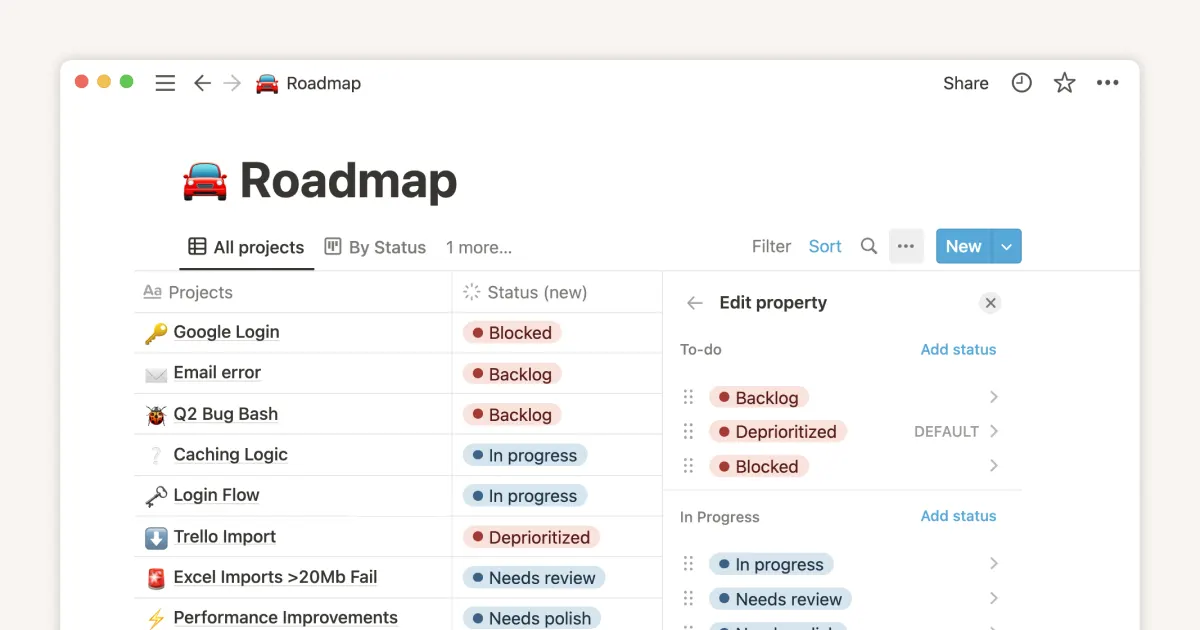 Roadmap
Share
Roadmap
All projects
By Status
1 more...
Filter
Sort
New
Aa Projects
Status (new)
Google Login
Blocked
Email error
Backlog
Q2 Bug Bash
Backlog
Caching Logic
In progress
Login Flow
In progress
Trello Import
Deprioritized
Excel Imports >20Mb Fail
Needs review
Performance Improvements
Needs polish
Edit property
To-do
Add status
Backlog
Deprioritized
DEFAULT
Blocked
In Progress
Add status
In progress
Needs review